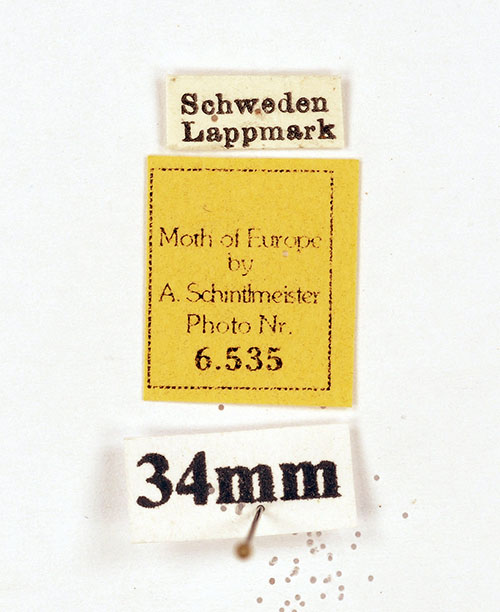 Schweden
Lappmark
Moth of Europe
by
A. Schintlmeister
Photo Nr.
6.535
34mm